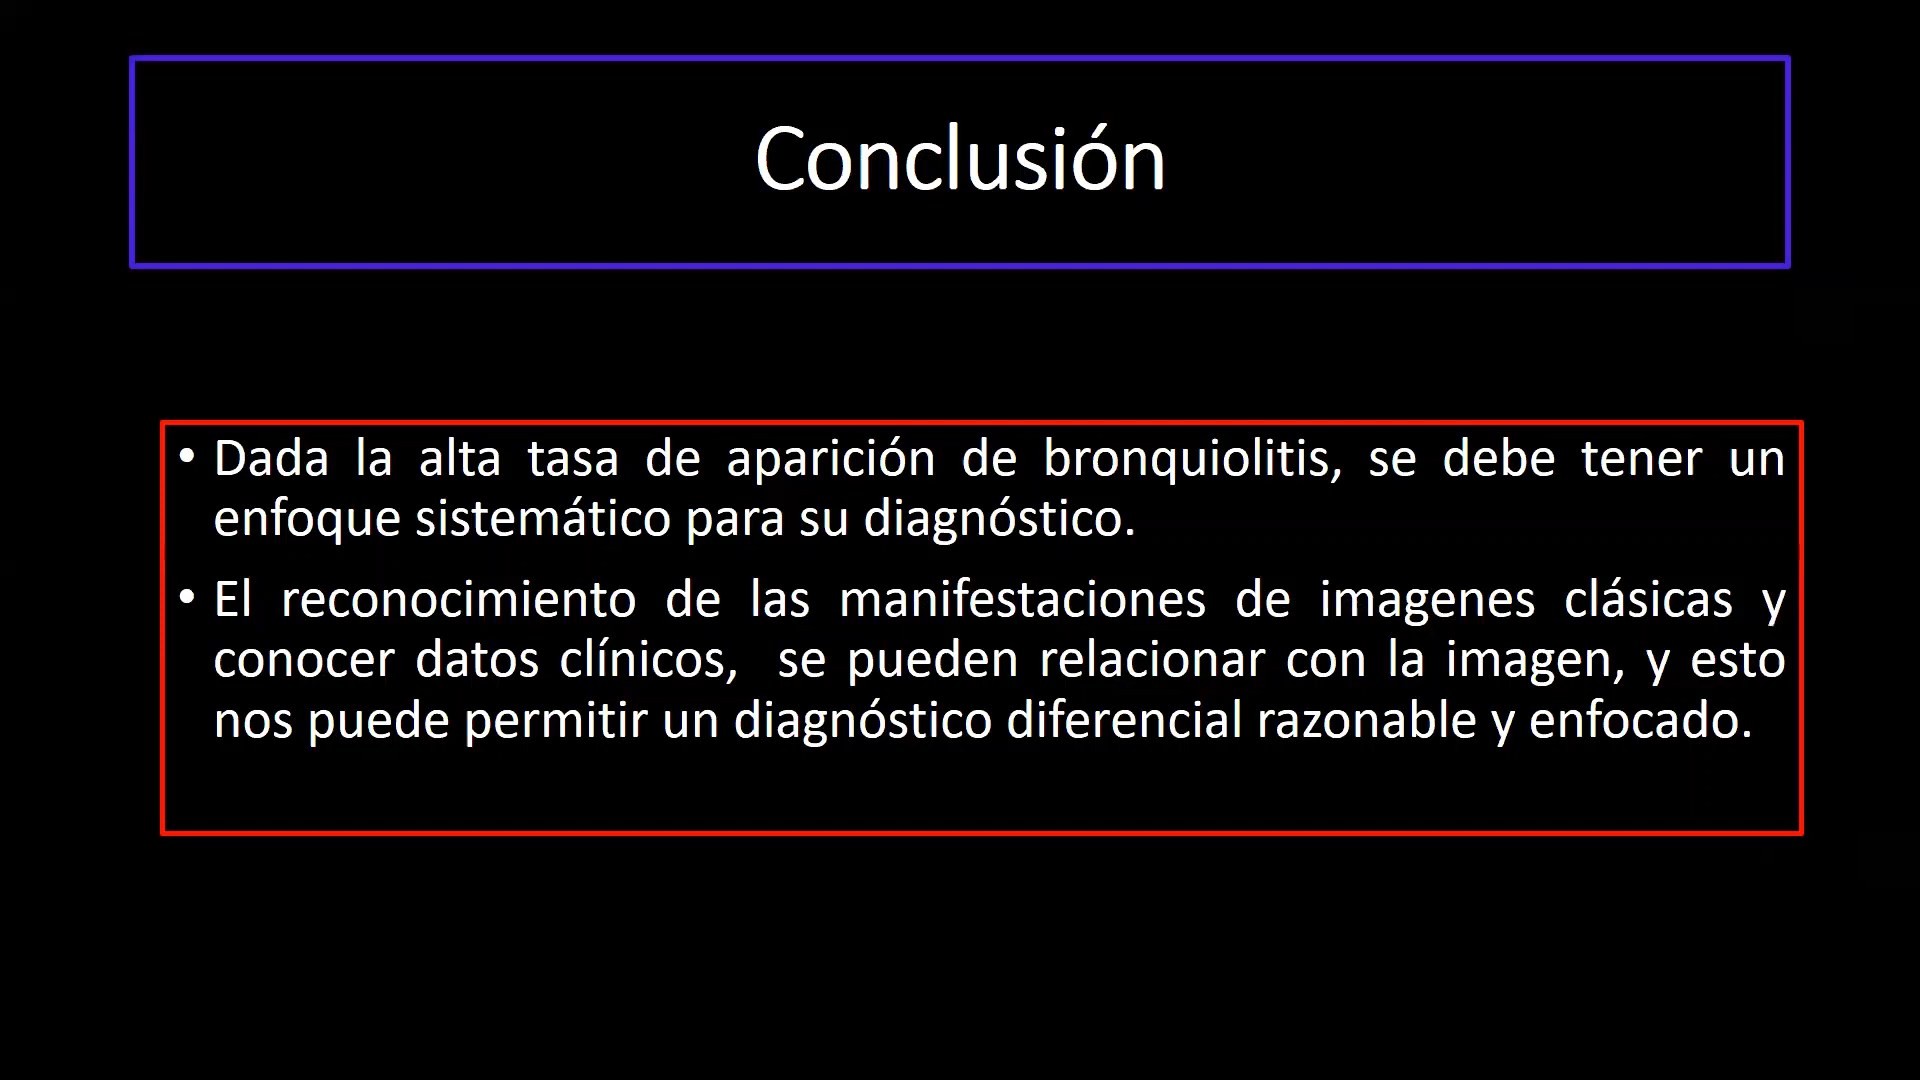 Conclusión
• Dada la alta tasa de aparición de bronquiolitis, se debe tener un
enfoque sistemático para su diagnóstico.
• El reconocimiento de las manifestaciones de imagenes clásicas y
conocer datos clínicos,  se pueden relacionar con la imagen, y esto
nos puede permitir un diagnóstico diferencial razonable y enfocado.